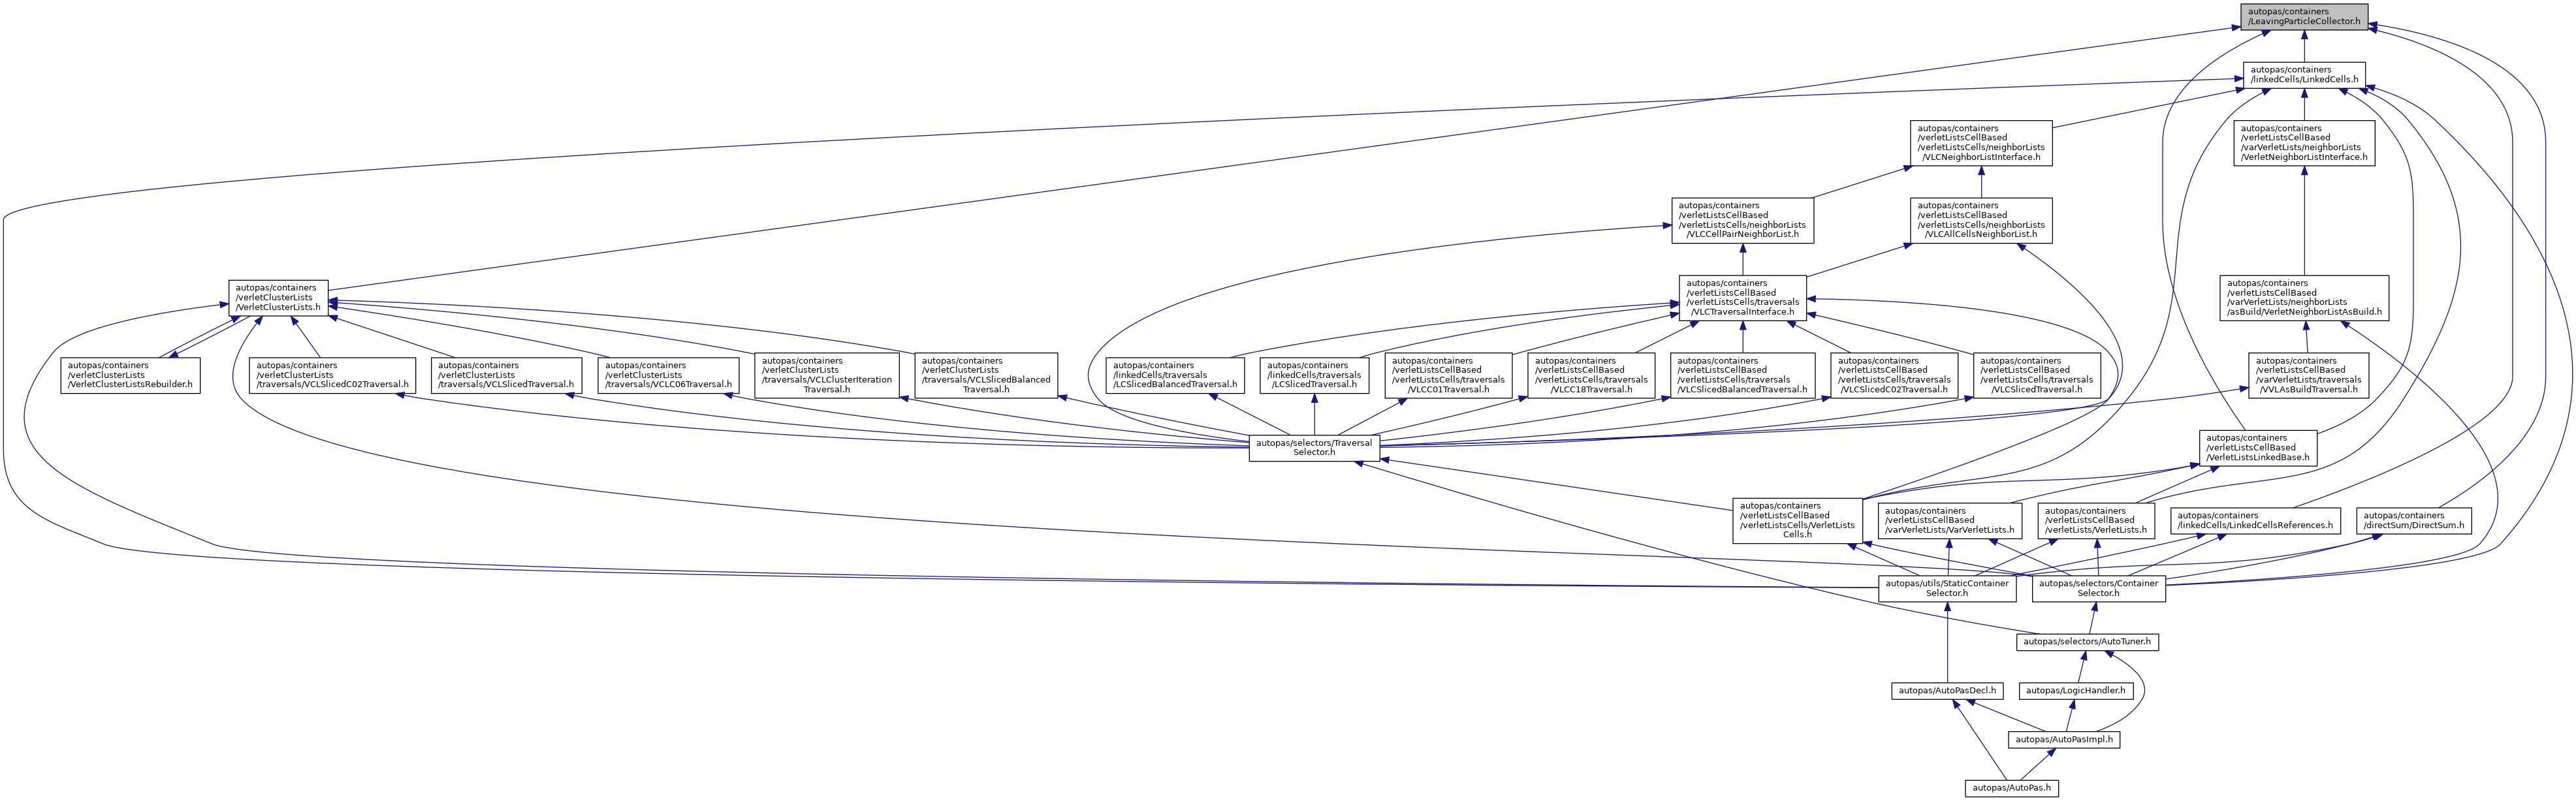 autopas/containers
/LeavingParticleCollector.h
autopas/containers
/linkedCells/LinkedCells.h
autopas/containers
/verletListsCellBased
/verletListsCells/neighborLists
/VLCNeighborListInterface.h
autopas/containers
/verletListsCellBased
/varVerletLists/neighborLists
/VerletNeighborListInterface.h
autopas/containers
/verletListsCellBased
/verletListsCells/neighborLists
/VLCCellPairNeighborList.h
autopas/containers
/verletListsCellBased
/verletListsCells/neighborLists
/VLCAllCellsNeighborList.h
autopas/containers
/verletClusterLists
/VerletClusterLists.h
autopas/containers
/verletListsCellBased
/verletListsCells/traversals
/VLCTraversalInterface.h
autopas/containers
/verletListsCellBased
/varVerletLists/neighborLists
/asBuild/VerletNeighborListAsBuild.h
autopas/containers
/verletClusterLists
/VerletClusterListsRebuilder.h
autopas/containers
/verletClusterLists
/traversals/VCLSlicedC02Traversal.h
autopas/containers
/verletClusterLists
/traversals/VCLSlicedTraversal.h
autopas/containers
/verletClusterLists
/traversals/VCLC06Traversal.h
autopas/containers
/verletClusterLists
/traversals/VCLClusterIteration
Traversal.h
autopas/containers
/verletClusterLists
/traversals/VCLSlicedBalanced
Traversal.h
autopas/containers
/linkedCells/traversals
/LCSlicedBalancedTraversal.h
autopas/containers
/linkedCells/traversals
/LCSlicedTraversal.h
autopas/containers
/verletListsCellBased
/verletListsCells/traversals
/VLCC01Traversal.h
autopas/containers
/verletListsCellBased
/verletListsCells/traversals
/VLCC18Traversal.h
autopas/containers
/verletListsCellBased
/verletListsCells/traversals
/VLCSlicedBalancedTraversal.h
autopas/containers
/verletListsCellBased
/verletListsCells/traversals
/VLCSlicedC02Traversal.h
autopas/containers
/verletListsCellBased
/verletListsCells/traversals
/VLCSlicedTraversal.h
autopas/containers
/verletListsCellBased
/varVerletLists/traversals
/VVLAsBuildTraversal.h
autopas/selectors/Traversal
Selector.h
autopas/containers
/verletListsCellBased
/VerletListsLinkedBase.h
autopas/containers
/verletListsCellBased
/verletListsCells/VerletLists
Cells.h
autopas/containers
/verletListsCellBased
/varVerletLists/VarVerletLists.h
autopas/containers
/verletListsCellBased
/verletLists/VerletLists.h
autopas/containers
/linkedCells/LinkedCellsReferences.h
autopas/containers
/directSum/DirectSum.h
autopas/utils/StaticContainer
Selector.h
autopas/selectors/Container
Selector.h
autopas/selectors/AutoTuner.h
autopas/AutoPasDecl.h
autopas/LogicHandler.h
autopas/AutoPasImpl.h
autopas/AutoPas.h